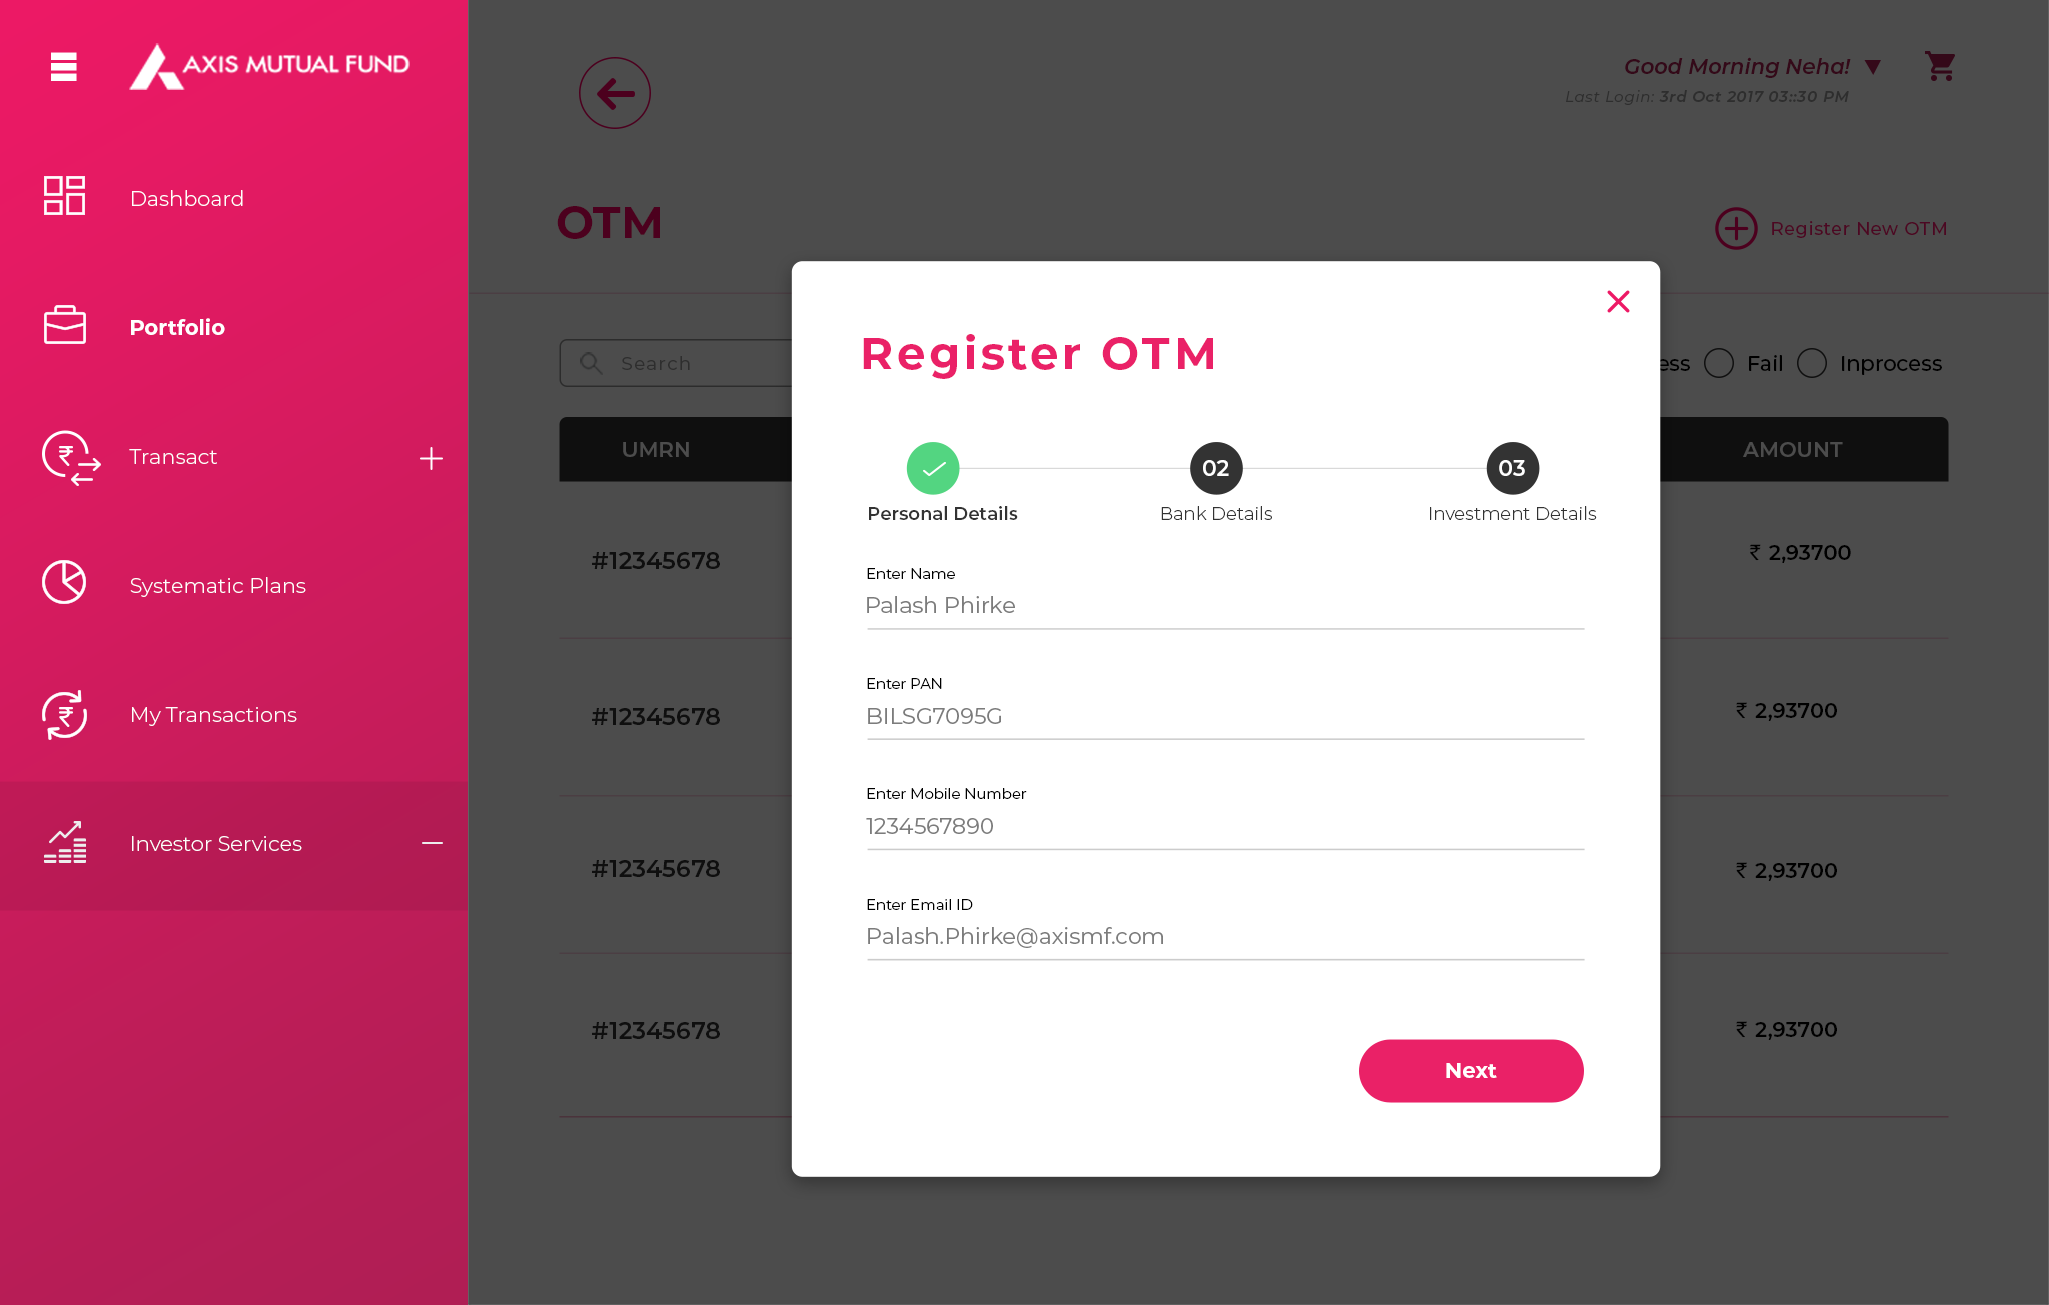 AXIS MUTUAL FUND
Dashboard
Portfolio
Transact
Systematic Plans
My Transactions
Investor Services
Good Morning Neha!
Last Login: 3rd Oct 2017 03::30 PM
OTM
Register New OTM
Search
ess Fail Inprocess
UMRN AMOUNT
#12345678 ₹ 2,93700
#12345678 ₹ 2,93700
#12345678 ₹ 2,93700
#12345678 ₹ 2,93700
Register OTM
02 03
Personal Details Bank Details Investment Details
Enter Name
Palash Phirke
Enter PAN
BILSG7095G
Enter Mobile Number
1234567890
Enter Email ID
Palash.Phirke@axismf.com
Next